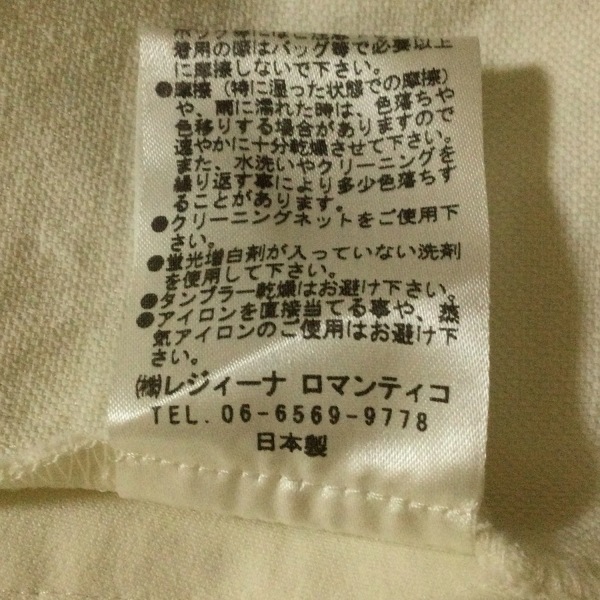 着用の際はバッグ等で必要以上
に摩擦しないで下さい。
●摩擦（特に湿った状態での摩擦）
や、雨に濡れた時は、色落ちや
色移りする場合がありますので
速やかに十分乾燥させて下さい。
また、水洗いやクリーニングを
繰り返す事により多少色落ちす
ることがあります。
●クリーニングネットをご使用下
さい。
●蛍光増白剤が入っていない洗剤
を使用して下さい。
●タンブラー乾燥はお避け下さい。
●アイロンを直接当てる事や、蒸
気アイロンのご使用はお避け下
さい。
㈱レジィーナ ロマンティコ
TEL.06-6569-9778
日本製